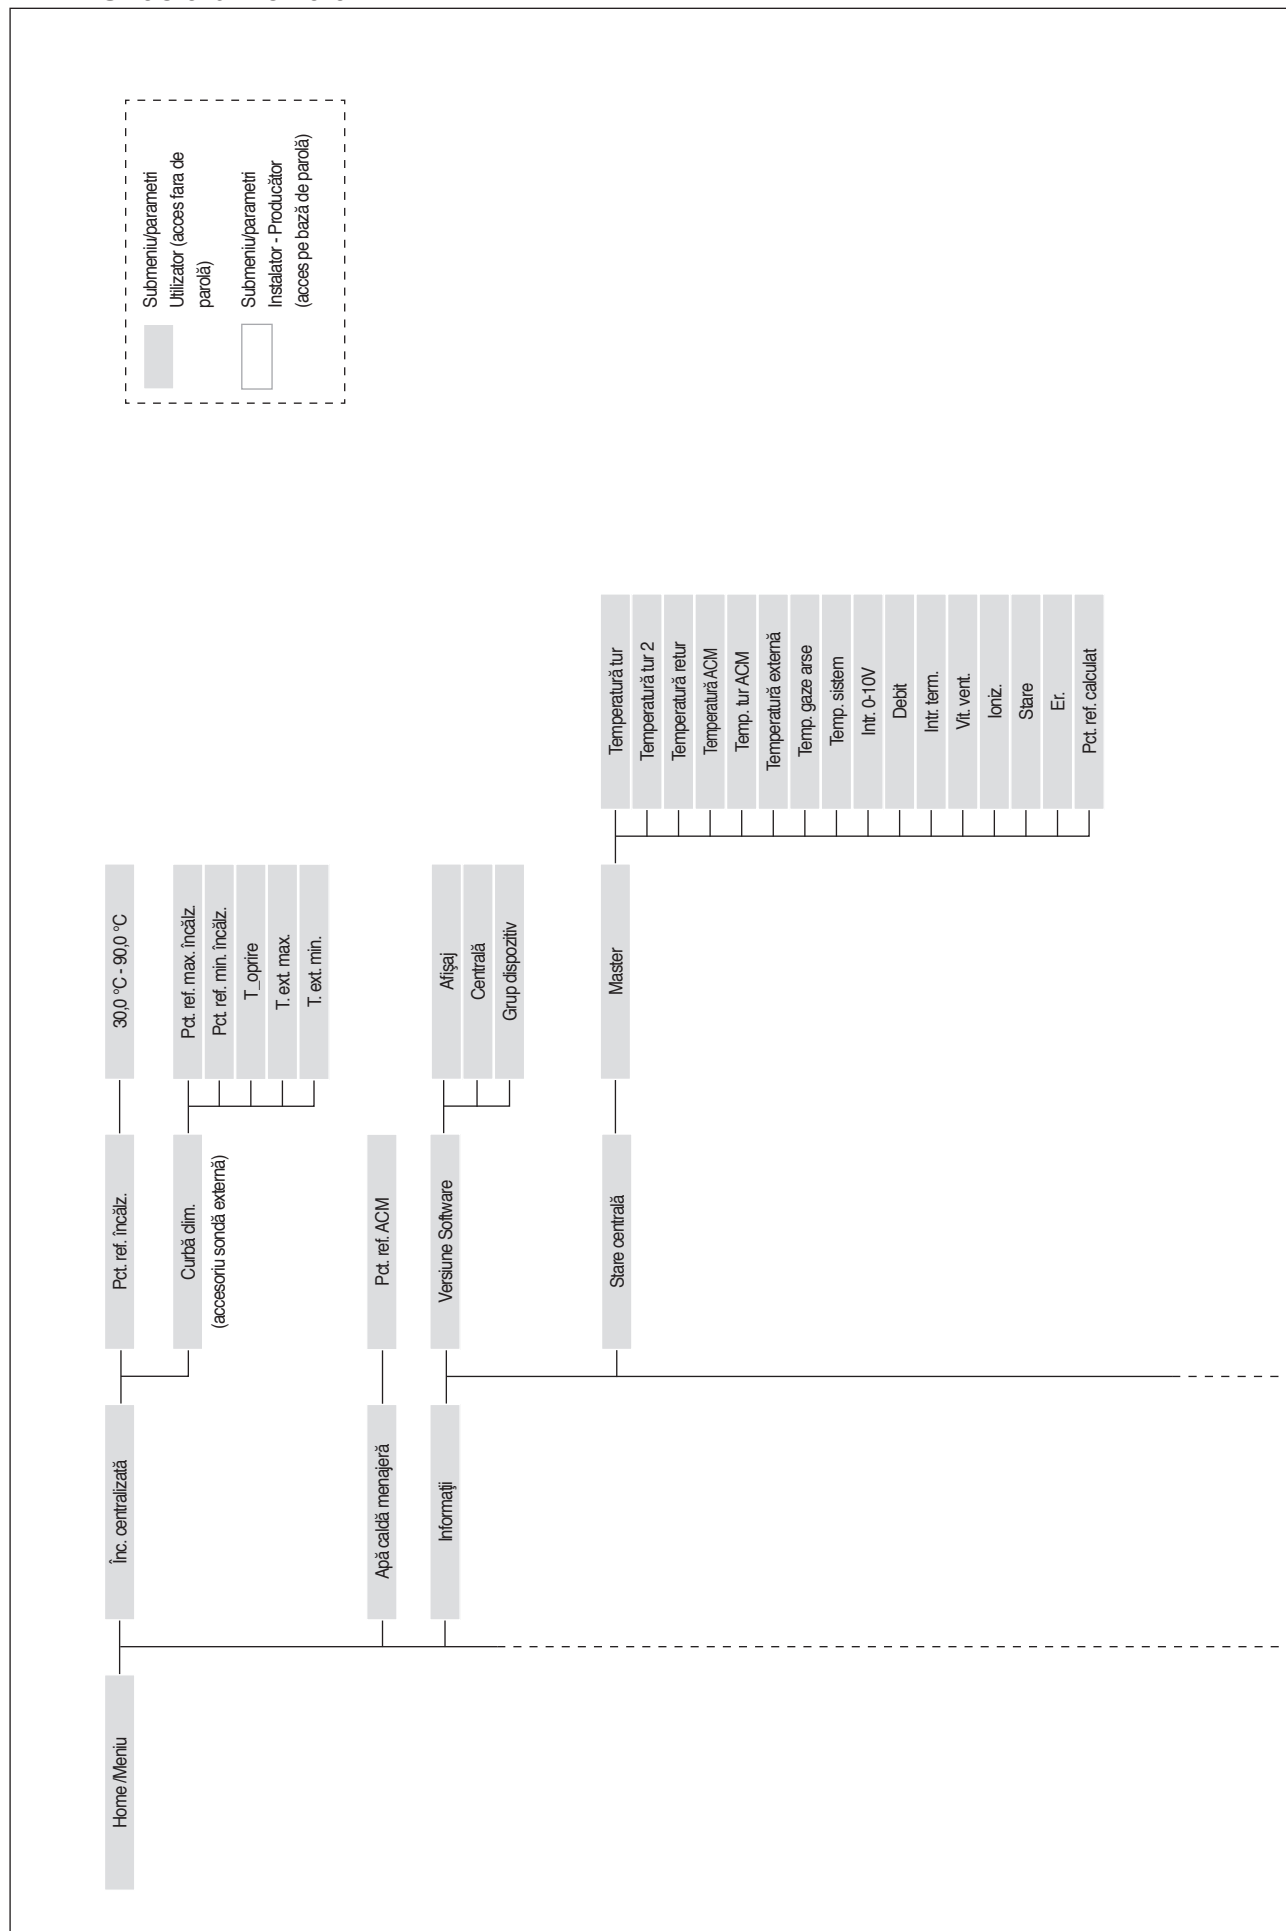 Submeniu/parametri
Utilizator (acces fara de
parolă)
Submeniu/parametri
Instalator - Producător
(acces pe bază de parolă)
Home /Meniu
Înc. centralizată
Pct. ref. încălz.
30,0 °C - 90,0 °C
Curbă clim.
(accesoriu sondă externă)
Pct. ref. max. încălz.
Pct. ref. min. încălz.
T_oprire
T. ext. max.
T. ext. min.
Apă caldă menajeră
Pct. ref. ACM
Informaţii
Versiune Software
Afişaj
Centrală
Grup dispozitiv
Stare centrală
Master
Temperatură tur
Temperatură tur 2
Temperatură retur
Temperatură ACM
Temp. tur ACM
Temperatură externă
Temp. gaze arse
Temp. sistem
Intr. 0-10V
Debit
Intr. term.
Vit. vent.
Ioniz.
Stare
Er.
Pct. ref. calculat